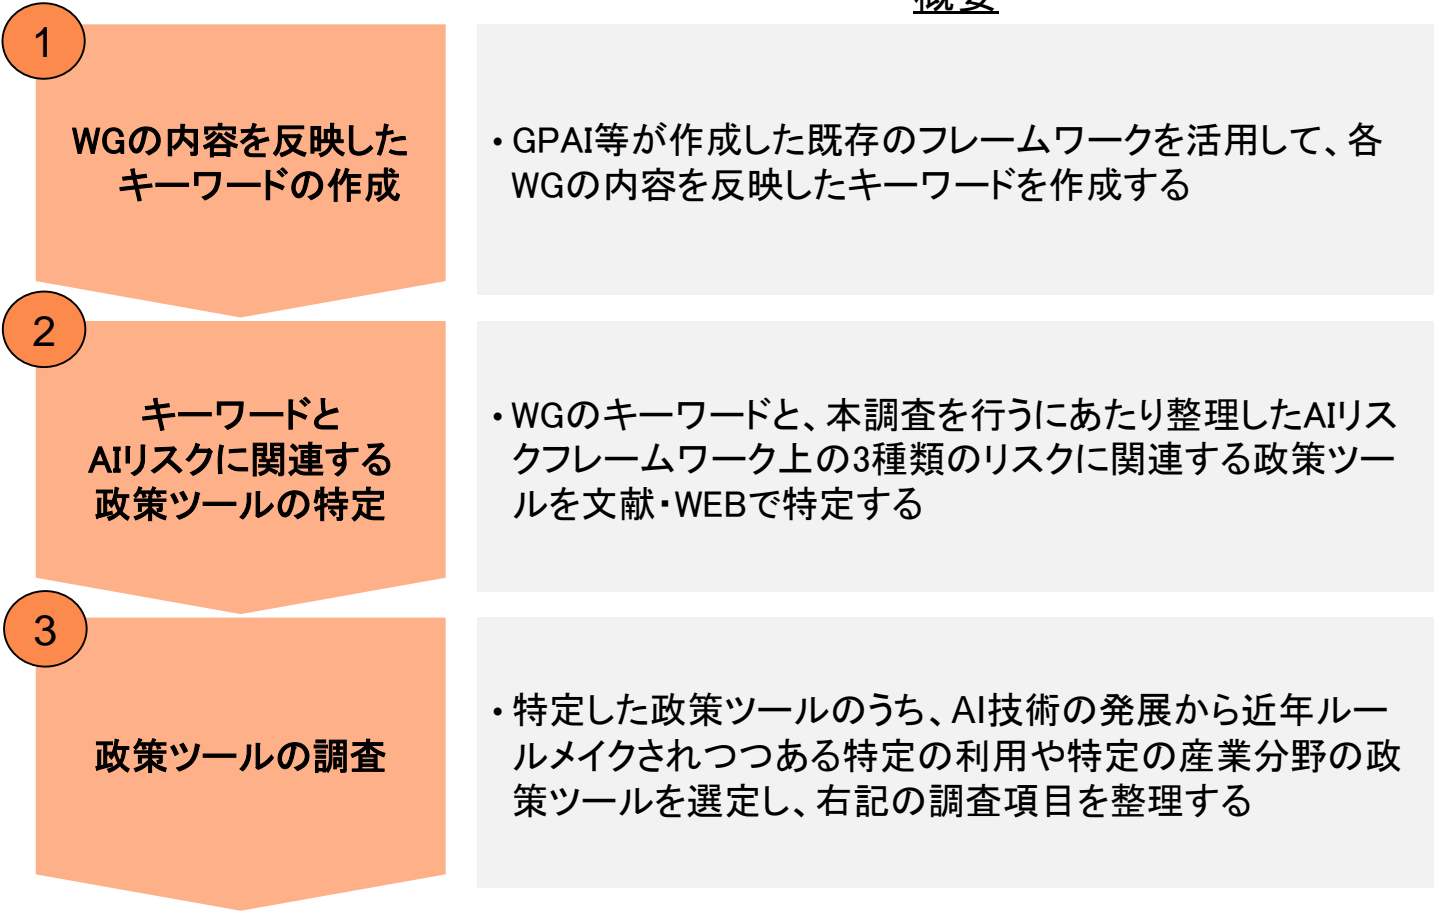 概要
1
WGの内容を反映した
キーワードの作成
・GPAI等が作成した既存のフレームワークを活用して、各
WGの内容を反映したキーワードを作成する
2
キーワードと
AIリスクに関連する
政策ツールの特定
・WGのキーワードと、本調査を行うにあたり整理したAIリス
クフレームワーク上の3種類のリスクに関連する政策ツー
ルを文献・WEBで特定する
3
政策ツールの調査
・特定した政策ツールのうち、AI技術の発展から近年ルー
ルメイクされつつある特定の利用や特定の産業分野の政
策ツールを選定し、右記の調査項目を整理する